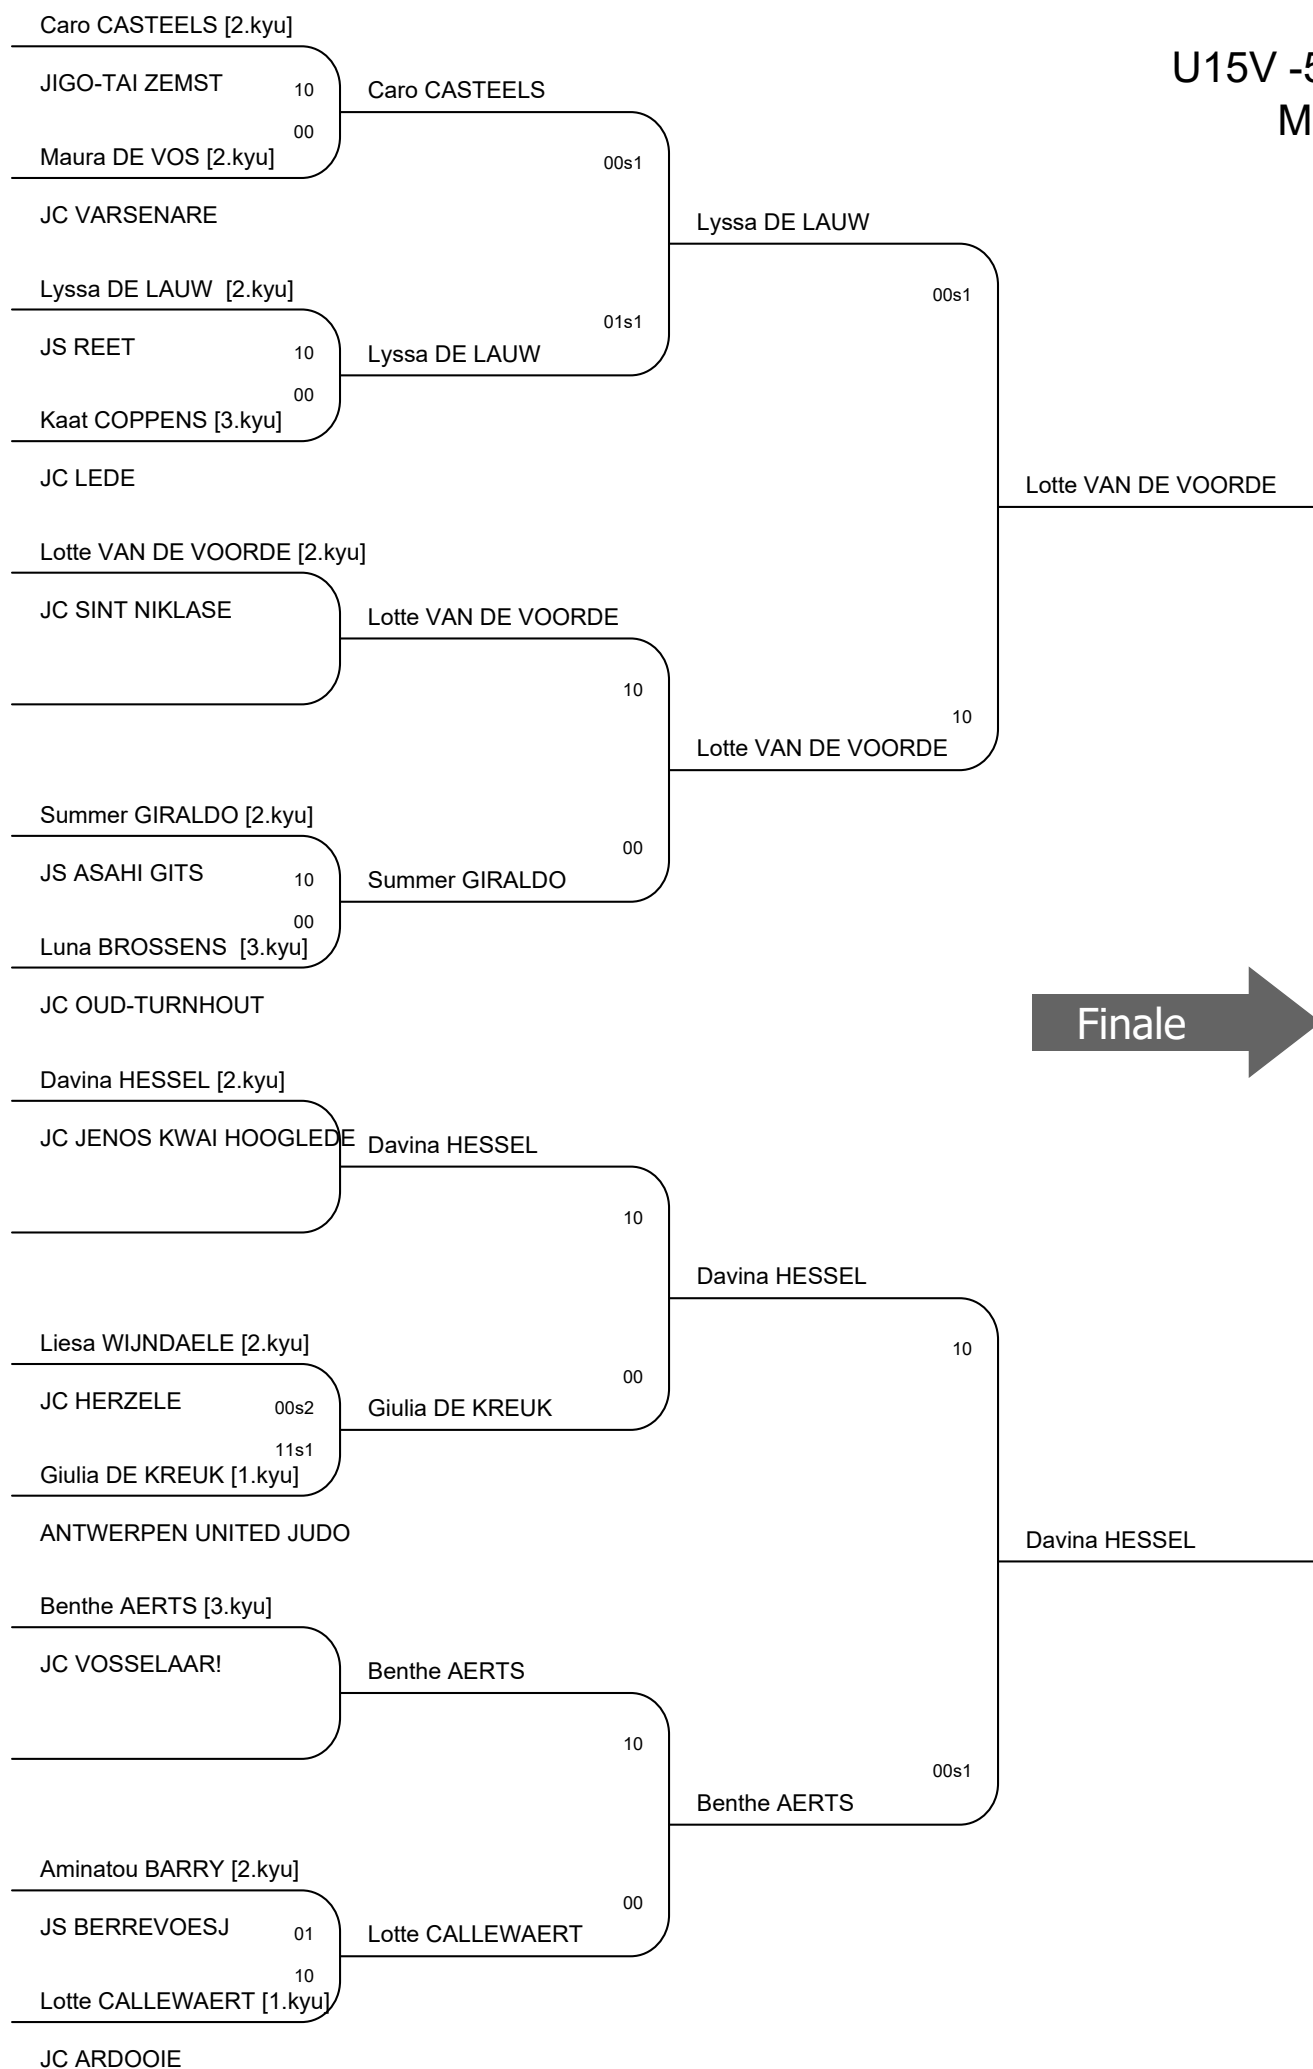 Caro CASTEELS [2.kyu]
JIGO-TAI ZEMST
10
00
Maura DE VOS [2.kyu]
JC VARSENARE
Lyssa DE LAUW  [2.kyu]
JS REET
10
00
Kaat COPPENS [3.kyu]
JC LEDE
Lotte VAN DE VOORDE [2.kyu]
JC SINT NIKLASE
Summer GIRALDO [2.kyu]
JS ASAHI GITS
10
00
Luna BROSSENS  [3.kyu]
JC OUD-TURNHOUT
Davina HESSEL [2.kyu]
JC JENOS KWAI HOOGLEDE
Liesa WIJNDAELE [2.kyu]
JC HERZELE
00s2
11s1
Giulia DE KREUK [1.kyu]
ANTWERPEN UNITED JUDO
Benthe AERTS [3.kyu]
JC VOSSELAAR!
Aminatou BARRY [2.kyu]
JS BERREVOESJ
01
10
Lotte CALLEWAERT [1.kyu]
JC ARDOOIE
Caro CASTEELS
00s1
01s1
Lyssa DE LAUW
Lotte VAN DE VOORDE
10
00
Summer GIRALDO
Davina HESSEL
10
00
Giulia DE KREUK
Benthe AERTS
10
00
Lotte CALLEWAERT
Lyssa DE LAUW
00s1
10
Lotte VAN DE VOORDE
Davina HESSEL
10
00s1
Benthe AERTS
U15V -5
M
Lotte VAN DE VOORDE
Finale
Davina HESSEL